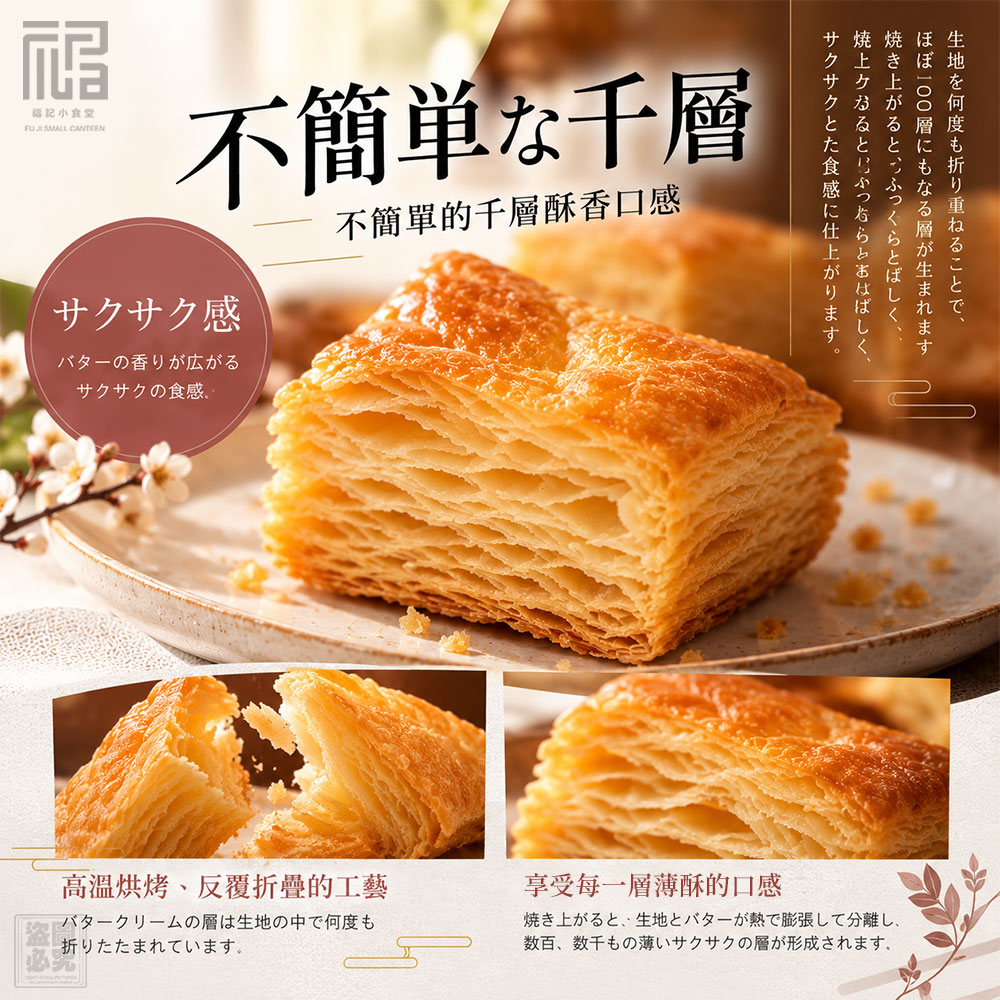 福記小食堂
FU JI SMALL CANTEEN
不簡単な千層
不簡單的千層酥香口感
生地を何度も折り重ねることで、
ほぼ100層にもなる層が生まれます
焼き上がると
くらとばしく、
サクサクとた食感に仕上がります。
サクサク感
バターの香りが広がる
サクサクの食感。
高溫烘烤、反覆折疊的工藝
バタークリームの層は生地の中で何度も
折りたたまれています。
享受每一層薄酥的口感
焼き上がると、生地とバターが熱で膨張して分離し、
数百、数千もの薄いサクサクの層が形成されます。
盜圖
必究